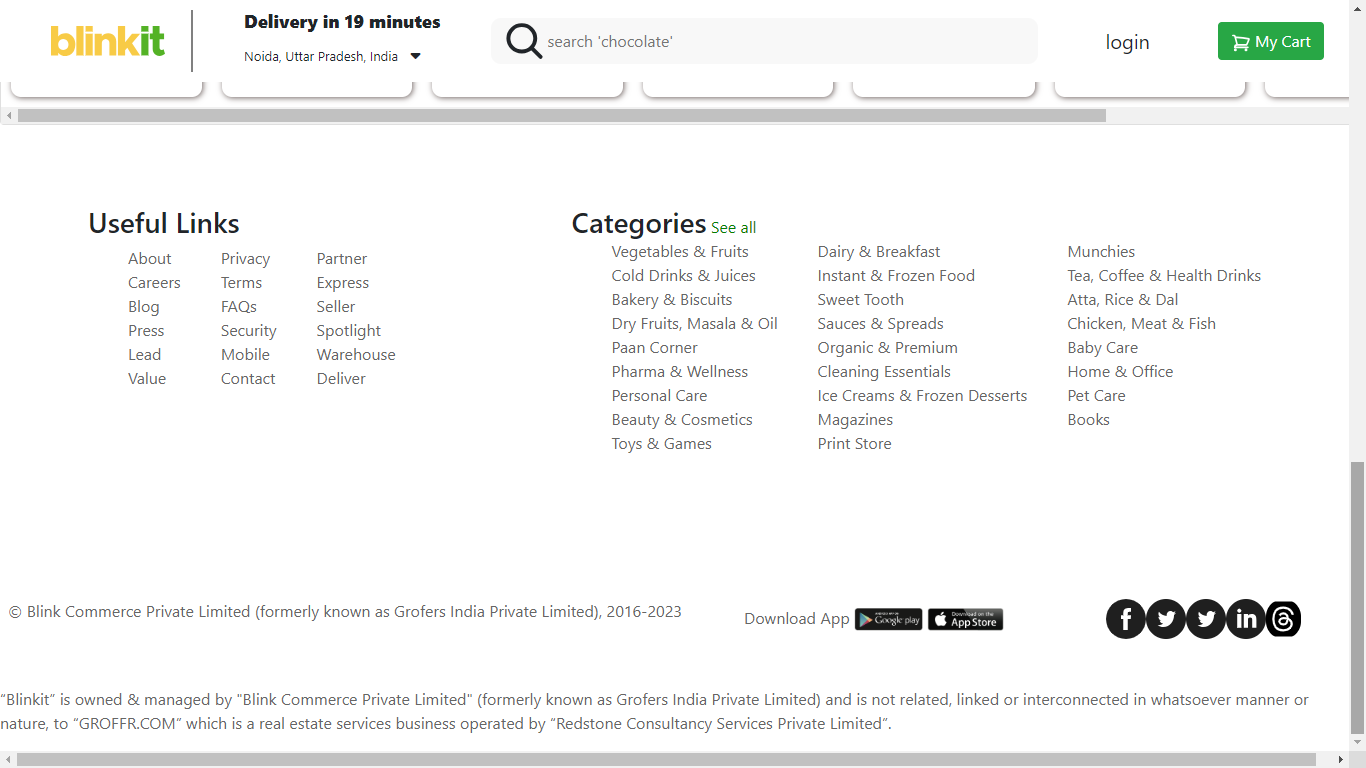 blinkit
Delivery in 19 minutes
Noida, Uttar Pradesh, India
search 'chocolate'
login
My Cart
Useful Links
About
Careers
Blog
Press
Lead
Value
Privacy
Terms
FAQs
Security
Mobile
Contact
Partner
Express
Seller
Spotlight
Warehouse
Deliver
Categories See all
Vegetables & Fruits
Cold Drinks & Juices
Bakery & Biscuits
Dry Fruits, Masala & Oil
Paan Corner
Pharma & Wellness
Personal Care
Beauty & Cosmetics
Toys & Games
Dairy & Breakfast
Instant & Frozen Food
Sweet Tooth
Sauces & Spreads
Organic & Premium
Cleaning Essentials
Ice Creams & Frozen Desserts
Magazines
Print Store
Munchies
Tea, Coffee & Health Drinks
Atta, Rice & Dal
Chicken, Meat & Fish
Baby Care
Home & Office
Pet Care
Books
© Blink Commerce Private Limited (formerly known as Grofers India Private Limited), 2016-2023
Download App
Google play
Download on the
App Store
“Blinkit” is owned & managed by "Blink Commerce Private Limited" (formerly known as Grofers India Private Limited) and is not related, linked or interconnected in whatsoever manner or
nature, to “GROFFR.COM” which is a real estate services business operated by “Redstone Consultancy Services Private Limited”.